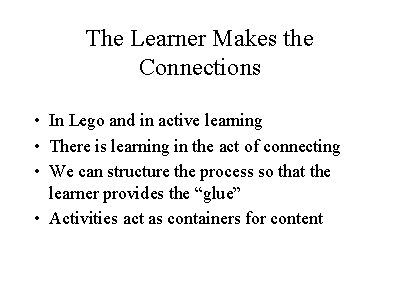 The Learner Makes the
Connections
• In Lego and in active learning
• There is learning in the act of connecting
• We can structure the process so that the
learner provides the “glue”
• Activities act as containers for content